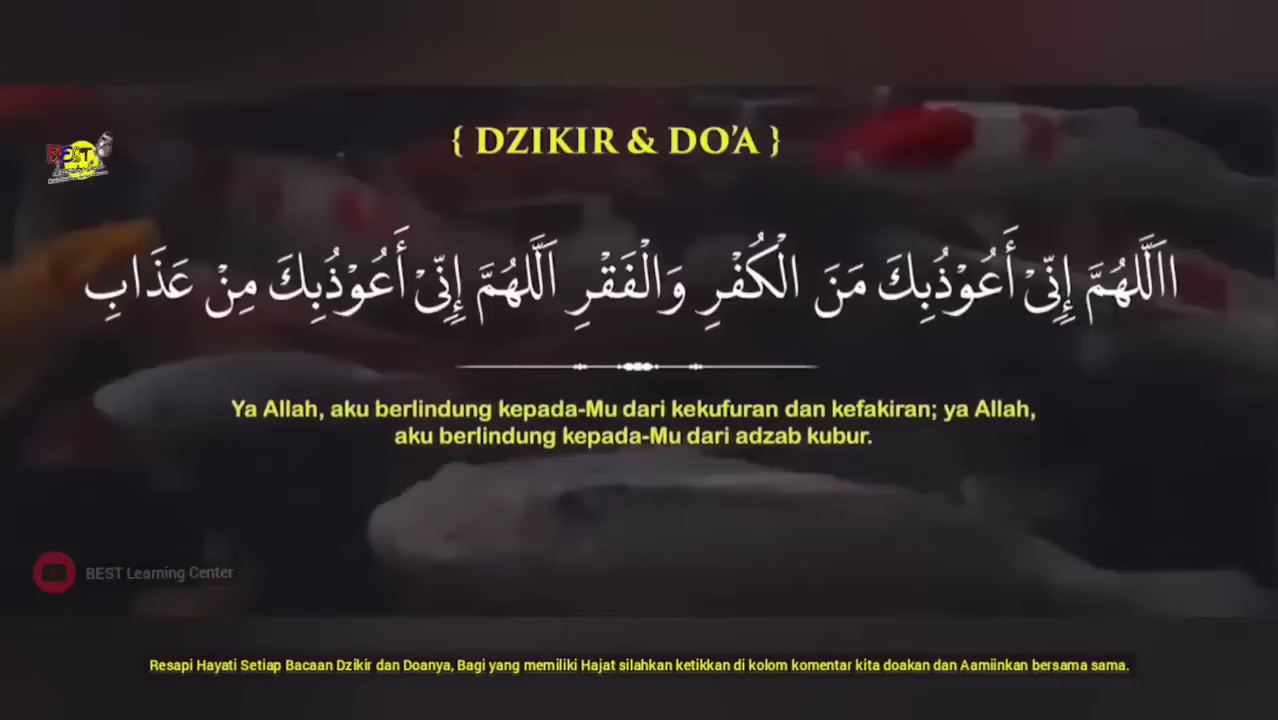 { DZIKIR & DO'A }
BEST
االَلَّهُمَّ إِنِّيْ أَعُوْذُبِكَ مَنَ الْكُفْرِ وَالْفَقْرِ اَللَّهُمَّ إِنِّيْ أَعُوْذُبِكَ مِنْ عَذَابِ
Ya Allah, aku berlindung kepada-Mu dari kekufuran dan kefakiran; ya Allah,
aku berlindung kepada-Mu dari adzab kubur.
BEST Learning Center
Resapi Hayati Setiap Bacaan Dzikir dan Doanya, Bagi yang memiliki Hajat silahkan ketikkan di kolom komentar kita doakan dan Aamiinkan bersama sama.